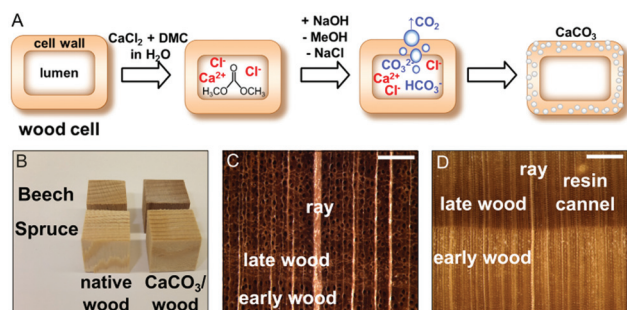 A
cell wall
lumen
wood cell
CaCl2 + DMC
in H2O
Cl-
Ca2+
Cl-
O
H3CO OCH3
+ NaOH
- MeOH
- NaCl
↑CO2
CO3 2-
Cl-
Ca2+
Cl-
HCO3-
CaCO3
B
Beech
Spruce
native
wood
CaCO3/
wood
C
ray
late wood
early wood
D
ray
resin
cannel
late wood
early wood